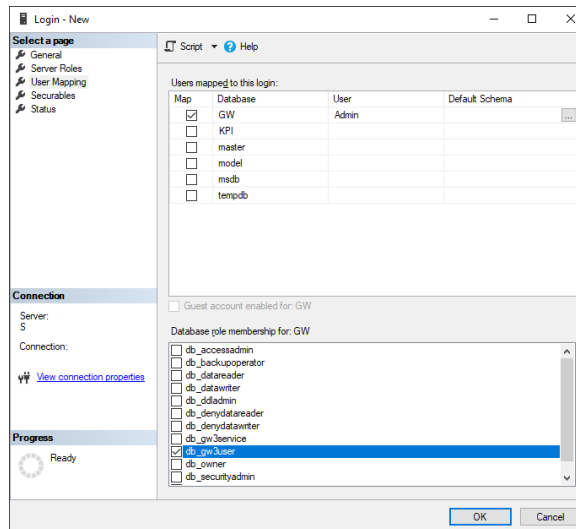 Login - New
Select a page
General
Server Roles
User Mapping
Securables
Status
Script
Help
Users mapped to this login:
Map Database User Default Schema
GW Admin ...
KPI
master
model
msdb
tempdb
Guest account enabled for: GW
Database role membership for: GW
db_accessadmin
db_backupoperator
db_datareader
db_datawriter
db_ddladmin
db_denydatareader
db_denydatawriter
db_gw3service
db_gw3user
db_owner
db_securityadmin
Connection
Server:
S
Connection:
View connection properties
Progress
Ready
OK Cancel